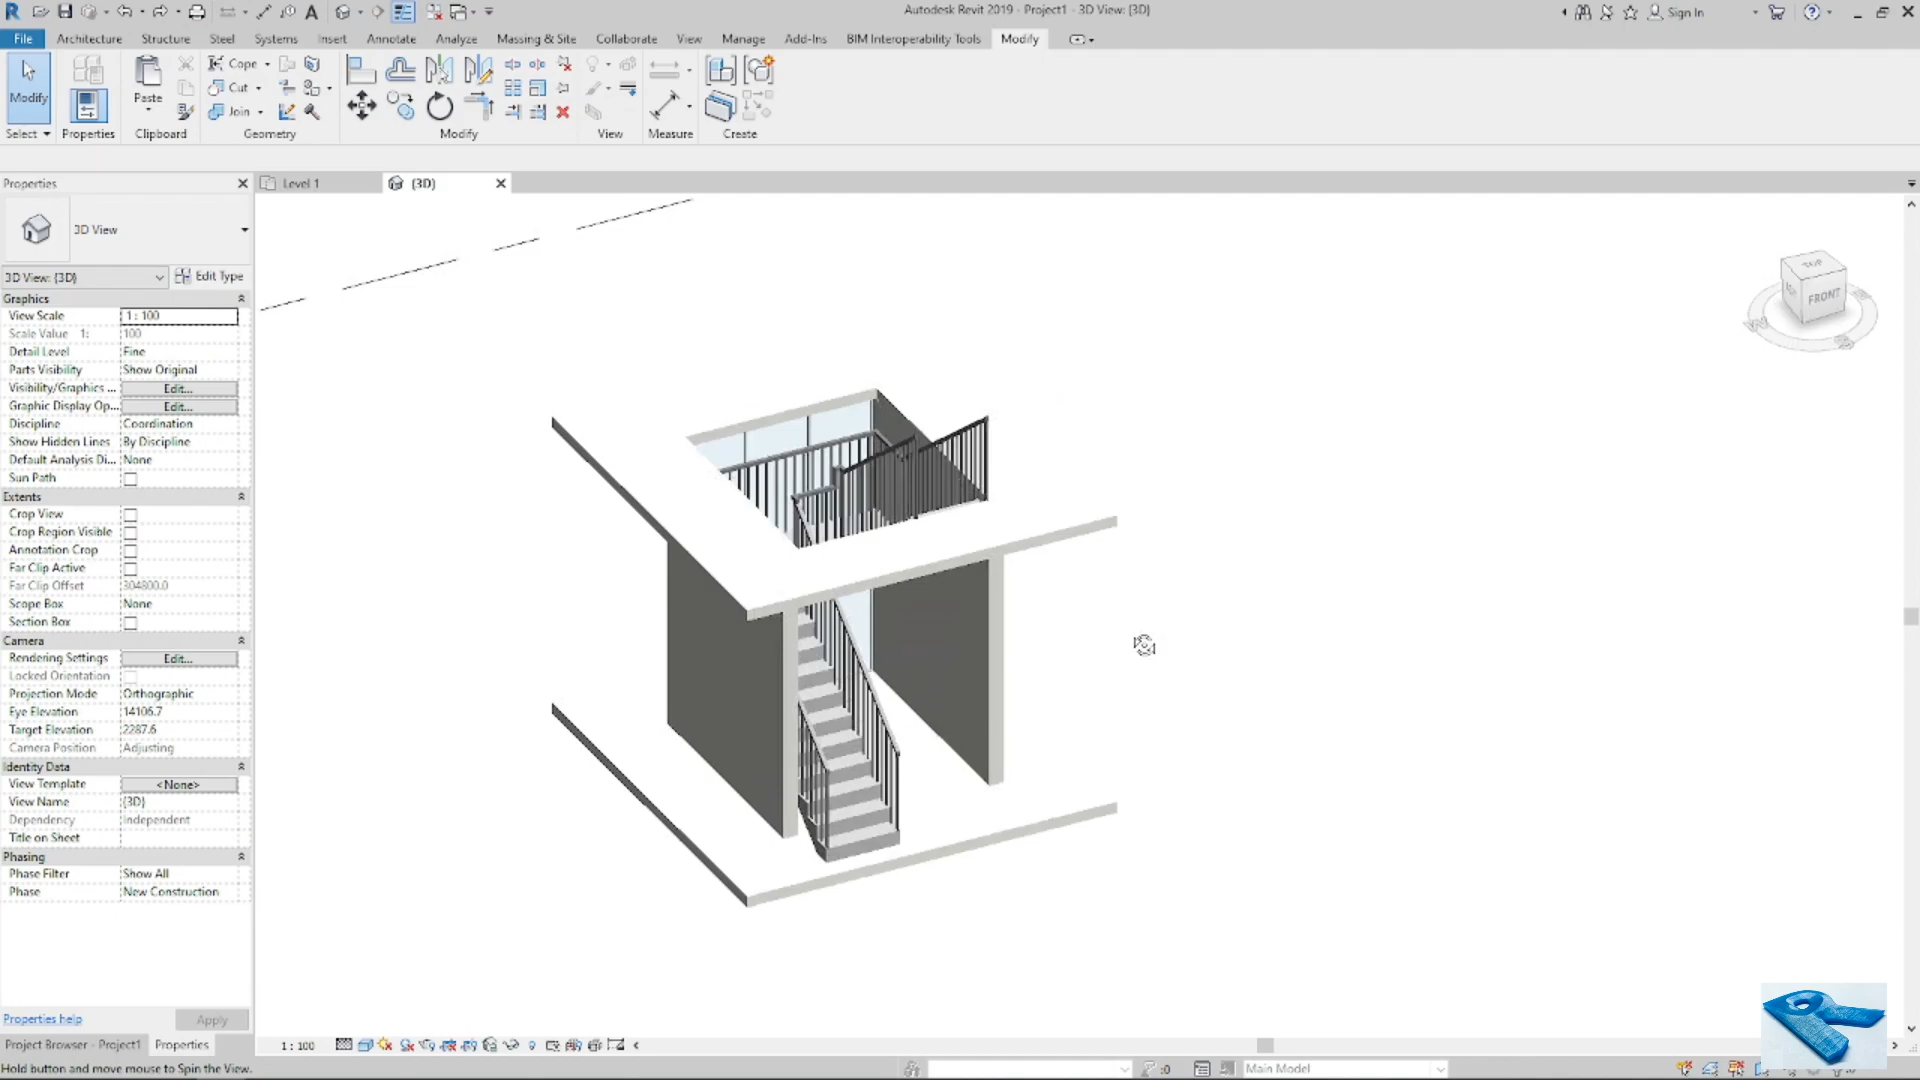 Autodesk Revit 2019 - Project1 - 3D View: {3D}
Sign In
File Architecture Structure Steel Systems Insert Annotate Analyze Massing & Site Collaborate View Manage Add-Ins BIM Interoperability Tools Modify
Modify Paste Cope
Cut
Join
Select Properties Clipboard Geometry Modify View Measure Create
Properties
Level 1 {3D}
3D View
3D View: {3D} Edit Type
Graphics
View Scale 1 : 100
Scale Value 1: 100
Detail Level Fine
Parts Visibility Show Original
Visibility/Graphics ... Edit...
Graphic Display Op... Edit...
Discipline Coordination
Show Hidden Lines By Discipline
Default Analysis Di... None
Sun Path
Extents
Crop View
Crop Region Visible
Annotation Crop
Far Clip Active
Far Clip Offset 304800.0
Scope Box None
Section Box
Camera
Rendering Settings Edit...
Locked Orientation
Projection Mode Orthographic
Eye Elevation 14106.7
Target Elevation 2287.6
Camera Position Adjusting
Identity Data
View Template <None>
View Name {3D}
Dependency Independent
Title on Sheet
Phasing
Phase Filter Show All
Phase New Construction
TOP
FRONT
Properties help Apply
Project Browser - Project1 Properties
1 : 100
Hold button and move mouse to Spin the View.
:0
Main Model